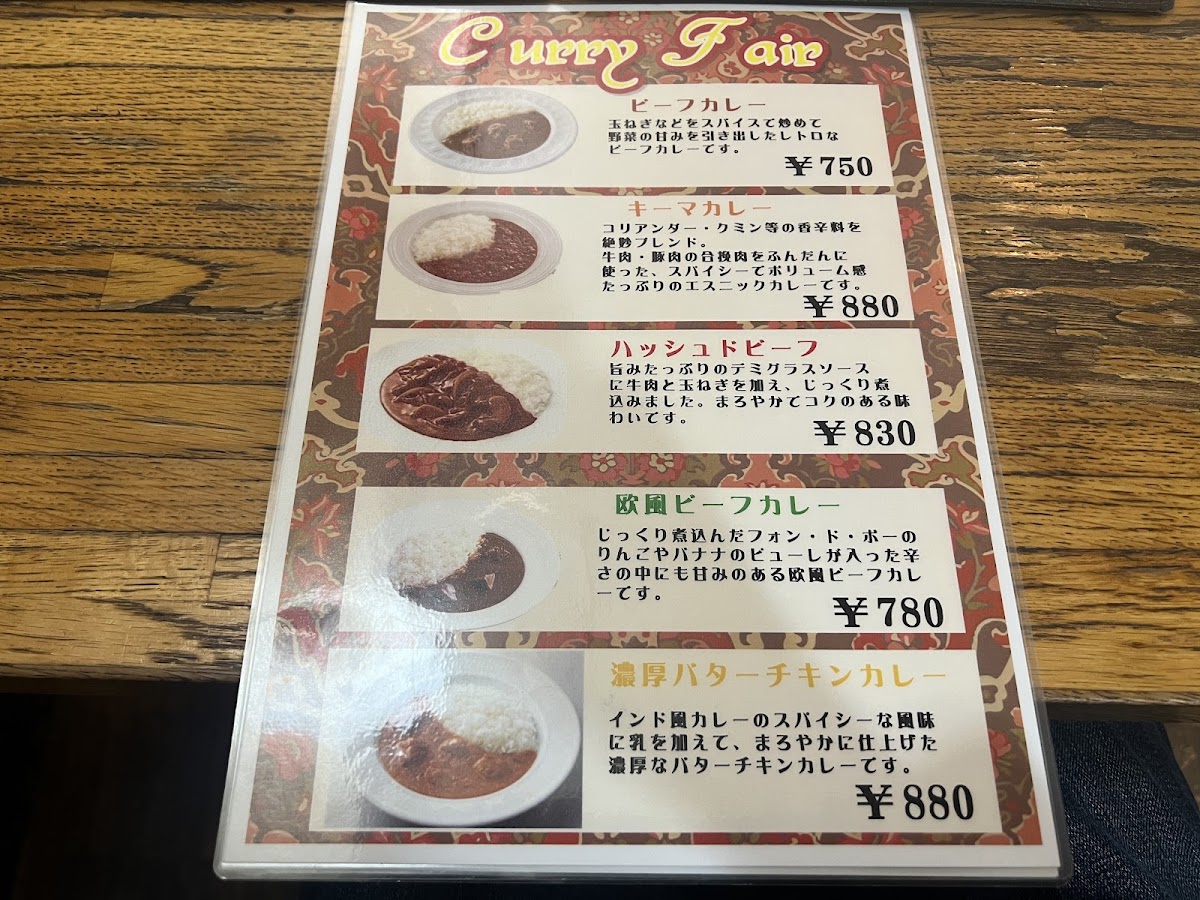 Curry Fair
ビーフカレー
玉ねぎなどをスパイスで炒めて
野菜の甘みを引き出したレトロな
ビーフカレーです。
￥750
キーマカレー
コリアンダー・クミン等の香辛料を
絶妙ブレンド。
牛肉・豚肉の合挽肉をふんだんに
使った、スパイシーでボリューム感
たっぷりのエスニックカレーです。
￥880
ハッシュドビーフ
旨みたっぷりのデミグラスソース
に牛肉と玉ねぎを加え、じっくり煮
込みました。まろやかでコクのある味
わいです。
￥830
欧風ビーフカレー
じっくり煮込んだフォン・ド・ボーの
りんごやバナナのピューレが入った辛
さの中にも甘みのある欧風ビーフカレ
ーです。
￥780
濃厚バターチキンカレー
インド風カレーのスパイシーな風味
に乳を加えて、まろやかに仕上げた
濃厚なバターチキンカレーです。
￥880